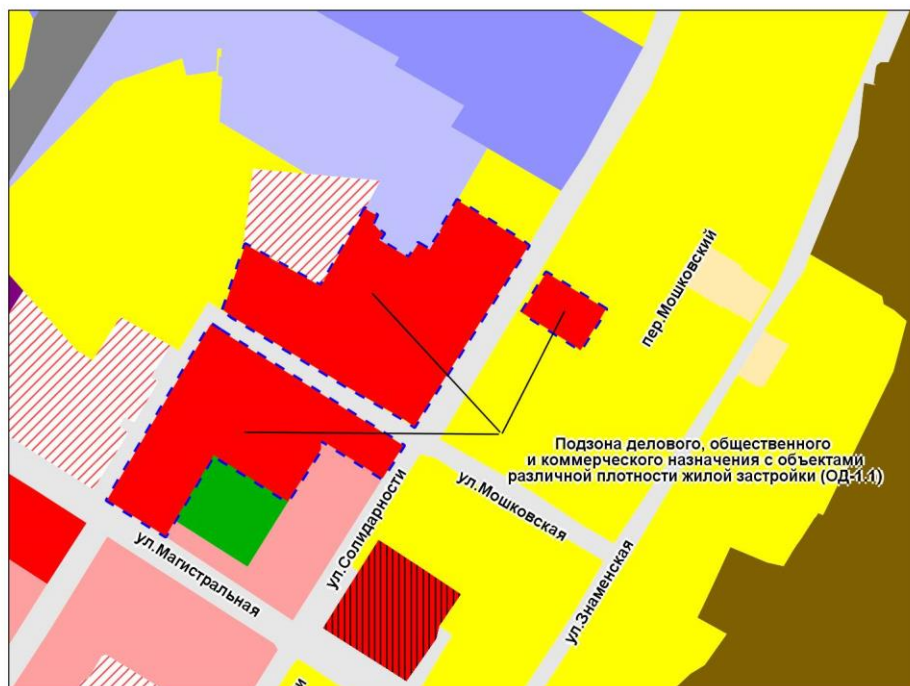 пер.Мошковский
Подзона делового, общественного
и коммерческого назначения с объектами
различной плотности жилой застройки (ОД-1.1)
ул.Мошковская
ул.Солидарности
ул.Магистральная
ул.Знаменская